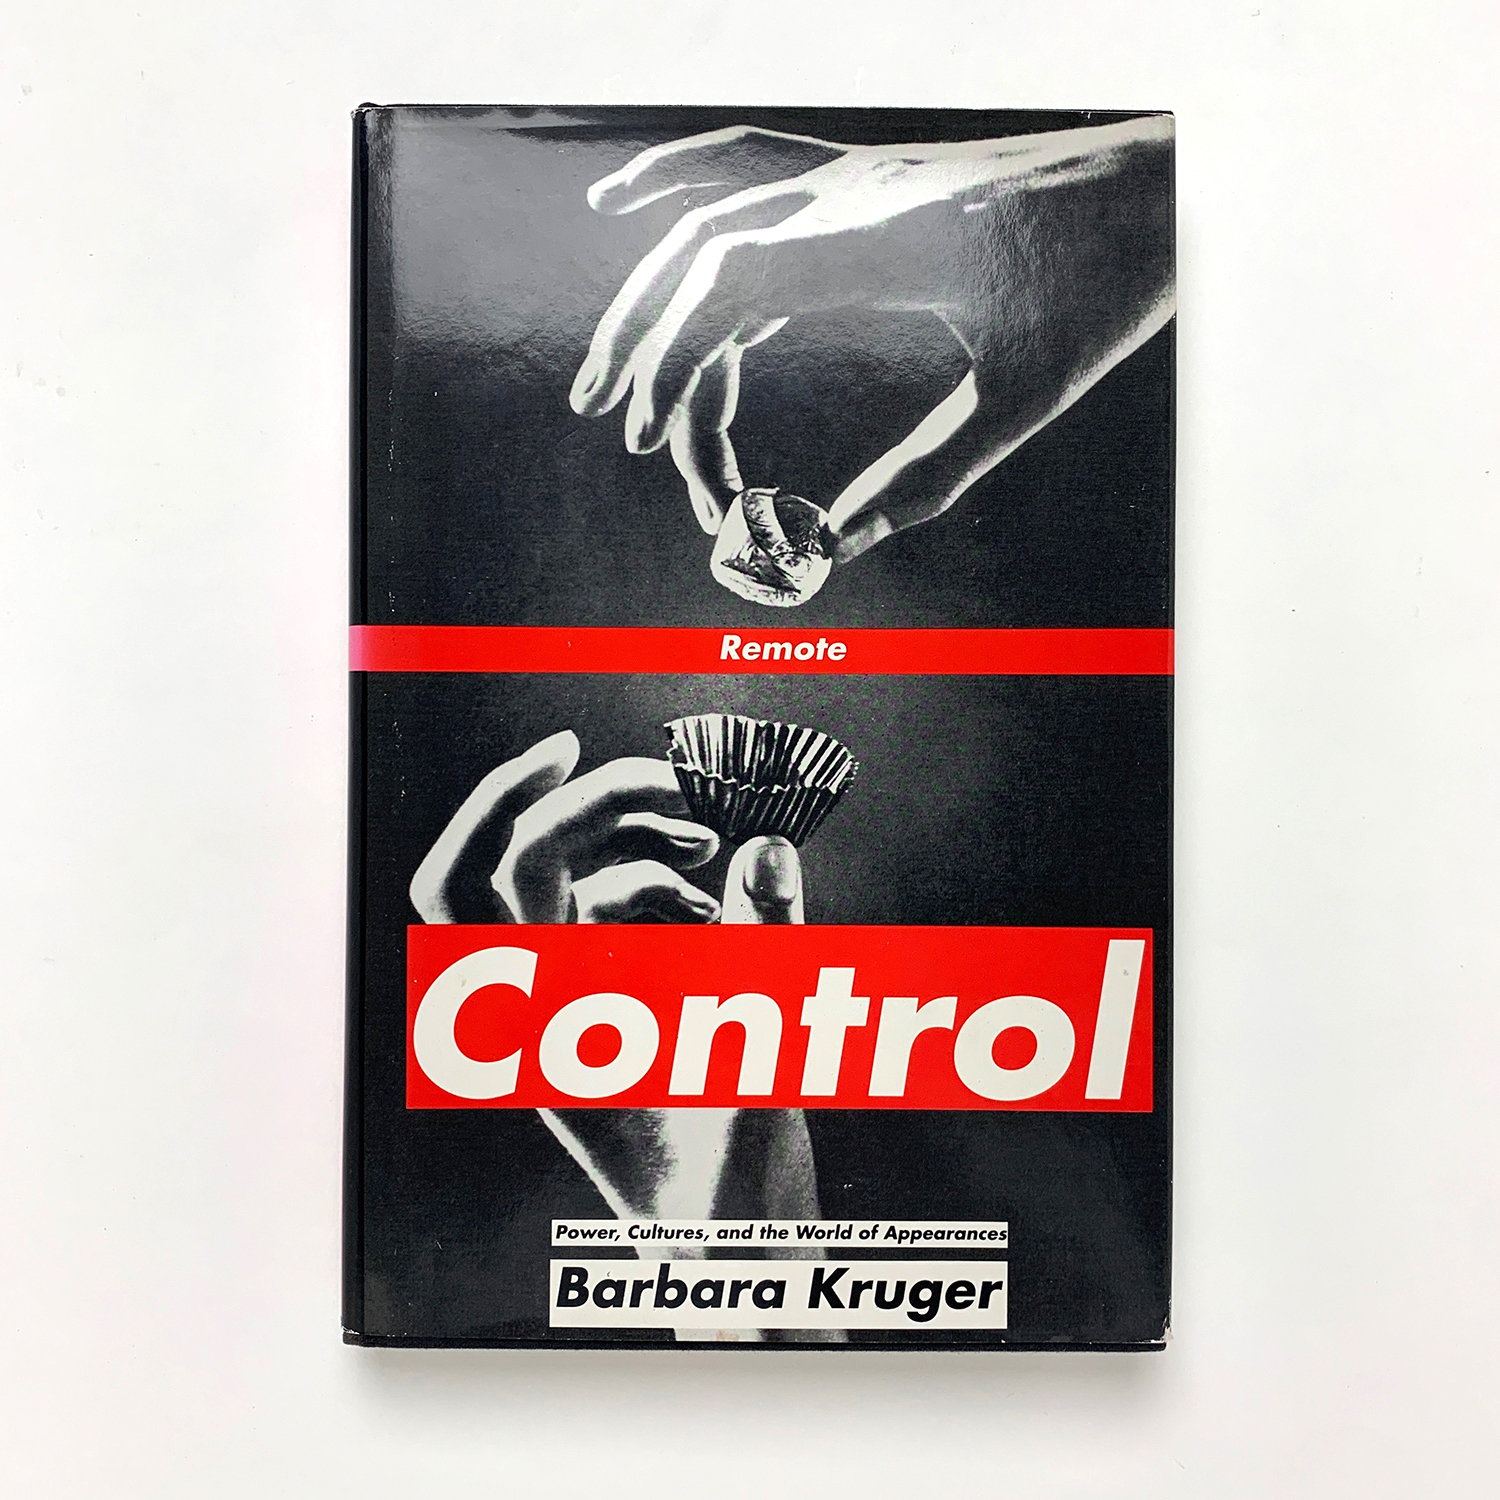 Remote
Control
Power, Cultures, and the World of Appearances
Barbara Kruger